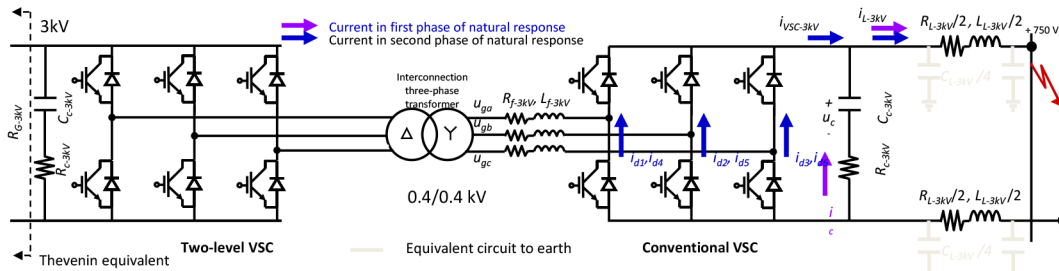 3kV
Current in first phase of natural response
Current in second phase of natural response
i_VSC-3kV
i_L-3kV
R_L-3kV/2, L_L-3kV/2
+750 V
C_L-3kV/4
R_G-3kV
C_c-3kV
R_c-3kV
Interconnection
three-phase
transformer
Δ
Y
u_ga
u_gb
u_gc
R_f-3kV, L_f-3kV
i_d1, i_d4
i_d2, i_d5
i_d3, i
+
u_c
-
C_c-3kV
R_c-3kV
i
c
0.4/0.4 kV
R_L-3kV/2, L_L-3kV/2
C_L-3kV/4
Two-level VSC
Equivalent circuit to earth
Conventional VSC
Thevenin equivalent